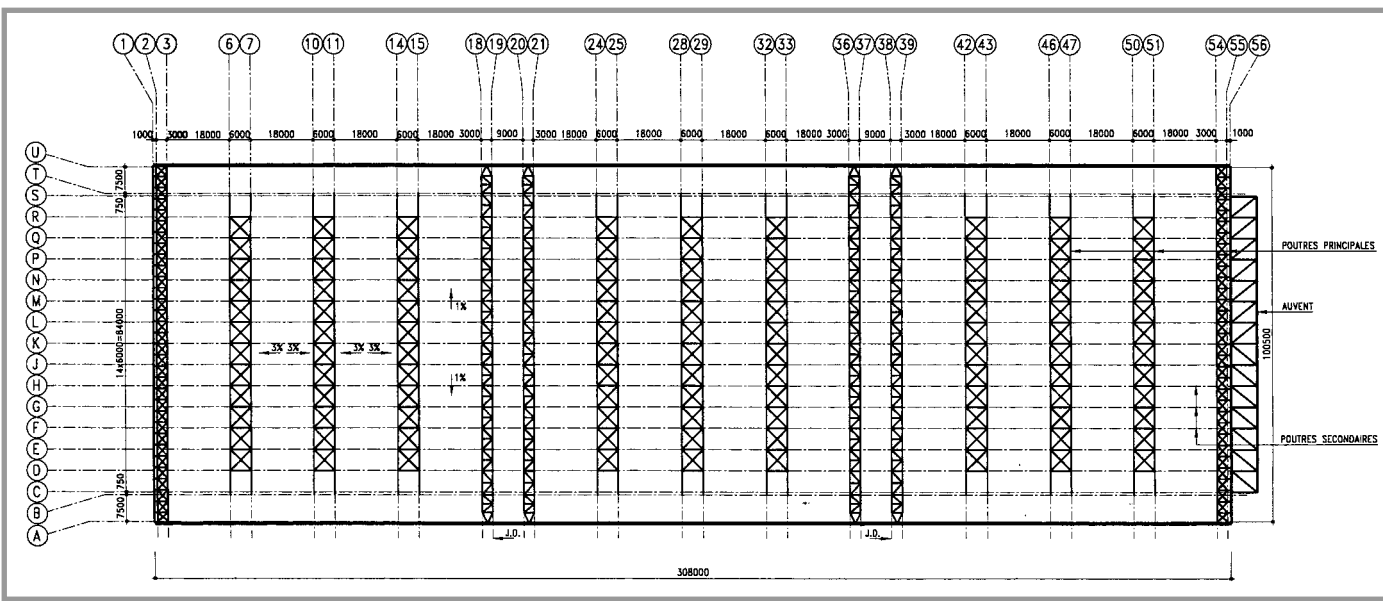 1 2 3 6 7 10 11 14 15 18 19 20 21 24 25 28 29 32 33 36 37 38 39 42 43 46 47 50 51 54 55 56
1000 3000 18000 6000 18000 6000 18000 6000 18000 3000 9000 3000 18000 6000 18000 6000 18000 6000 18000 3000 9000 3000 18000 6000 18000 6000 18000 6000 18000 3000 1000
U
T
S
R
Q
P
N
M
L
K
J
H
G
F
E
D
C
B
A
7500
750
14x6000=84000
750
7500
1%
3% 3%
3% 3%
1%
POUTRES PRINCIPALES
AUVENT
100500
POUTRES SECONDAIRES
J.D.
J.D.
308000